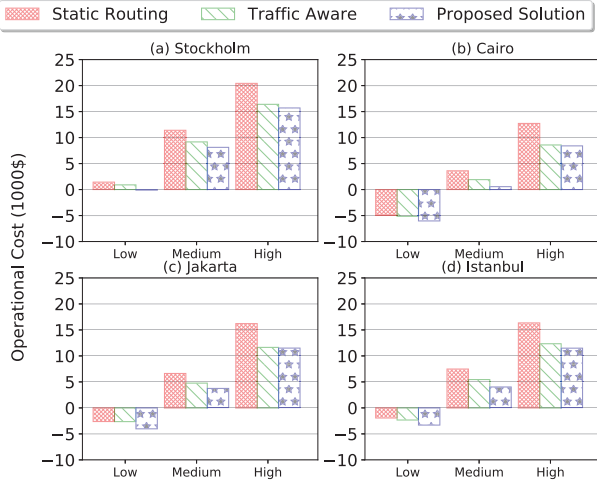 Static Routing Traffic Aware Proposed Solution
(a) Stockholm (b) Cairo
25 25
20 20
15 15
10 10
5 5
0 0
−5 −5
−10 −10
Low Medium High Low Medium High
Operational Cost (1000$)
(c) Jakarta (d) Istanbul
25 25
20 20
15 15
10 10
5 5
0 0
−5 −5
−10 −10
Low Medium High Low Medium High